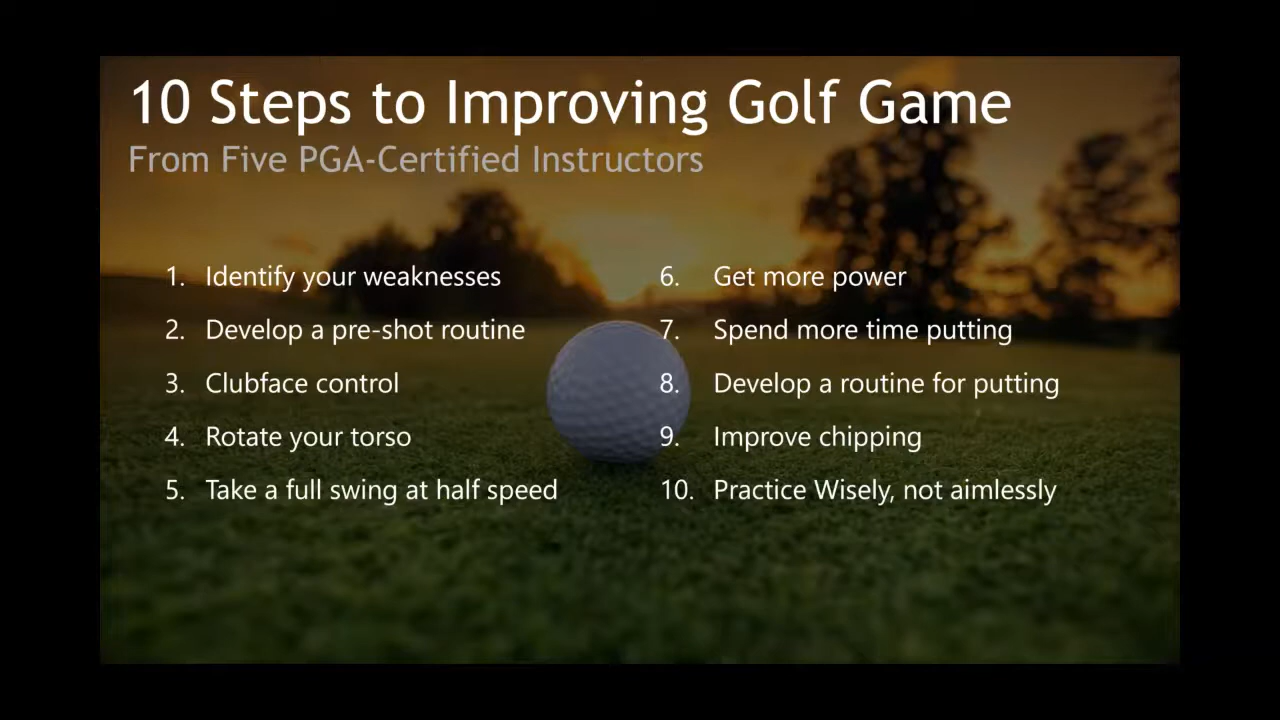 10 Steps to Improving Golf Game
From Five PGA-Certified Instructors
1. Identify your weaknesses
2. Develop a pre-shot routine
3. Clubface control
4. Rotate your torso
5. Take a full swing at half speed
6. Get more power
7. Spend more time putting
8. Develop a routine for putting
9. Improve chipping
10. Practice Wisely, not aimlessly